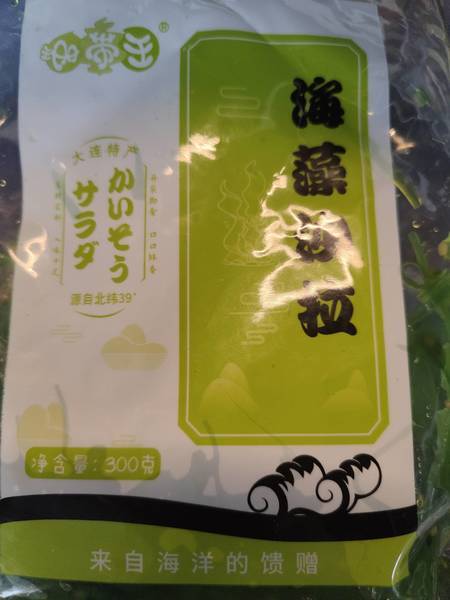 海藻沙拉
大连特产
かいそう
サラダ
源自北纬39°
净含量:300克
来自海洋的馈赠